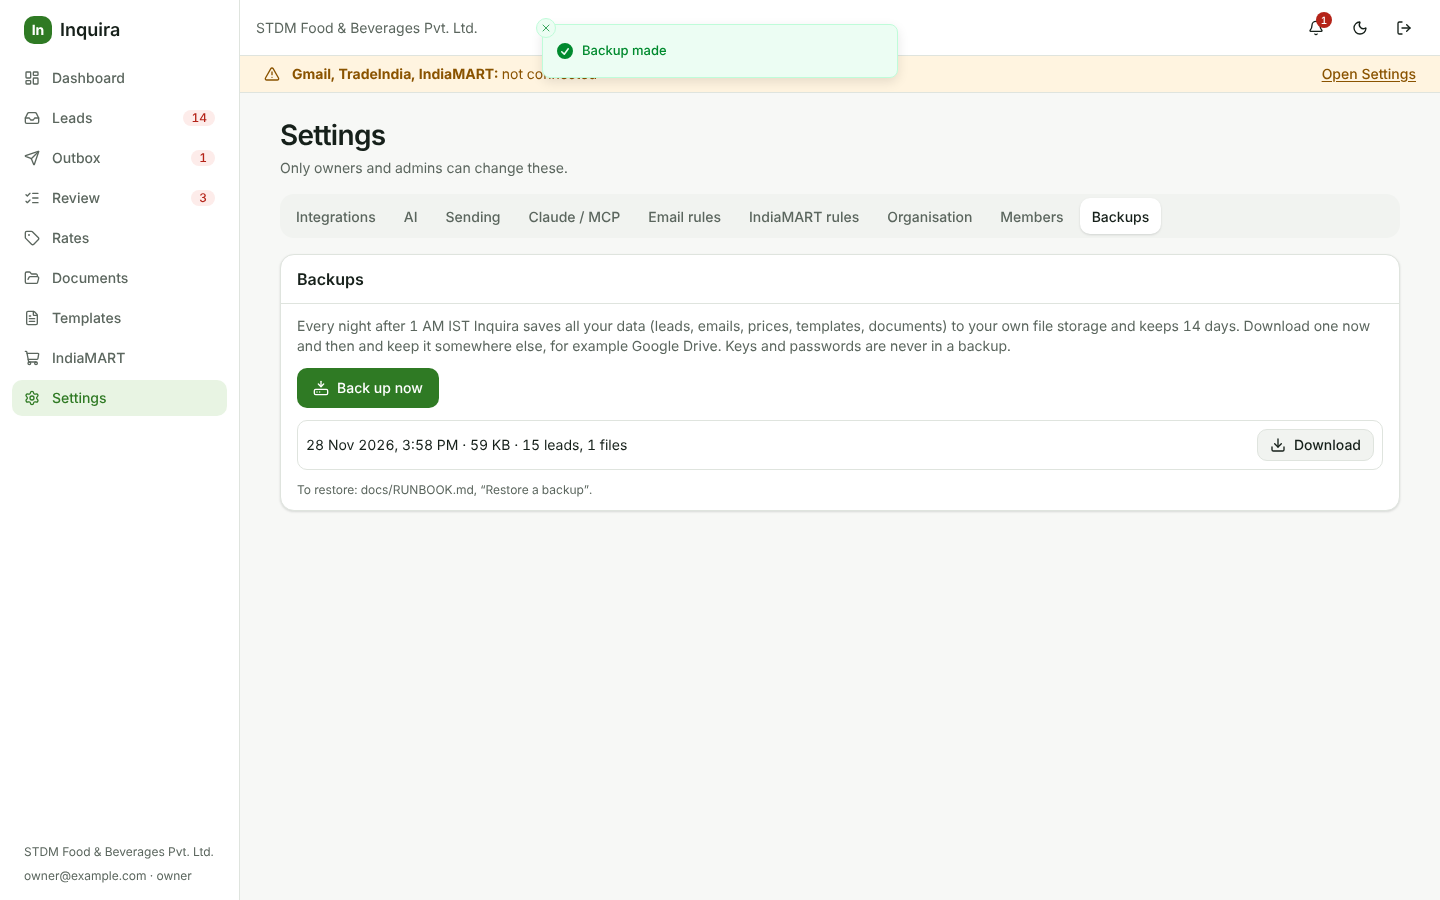 In Inquira
Dashboard
Leads 14
Outbox 1
Review 3
Rates
Documents
Templates
IndiaMART
Settings
STDM Food & Beverages Pvt. Ltd.
owner@example.com · owner
STDM Food & Beverages Pvt. Ltd.
1
Backup made
Gmail, TradeIndia, IndiaMART: not connected
Open Settings
Settings
Only owners and admins can change these.
Integrations AI Sending Claude / MCP Email rules IndiaMART rules Organisation Members Backups
Backups
Every night after 1 AM IST Inquira saves all your data (leads, emails, prices, templates, documents) to your own file storage and keeps 14 days. Download one now
and then and keep it somewhere else, for example Google Drive. Keys and passwords are never in a backup.
Back up now
28 Nov 2026, 3:58 PM · 59 KB · 15 leads, 1 files
Download
To restore: docs/RUNBOOK.md, “Restore a backup”.